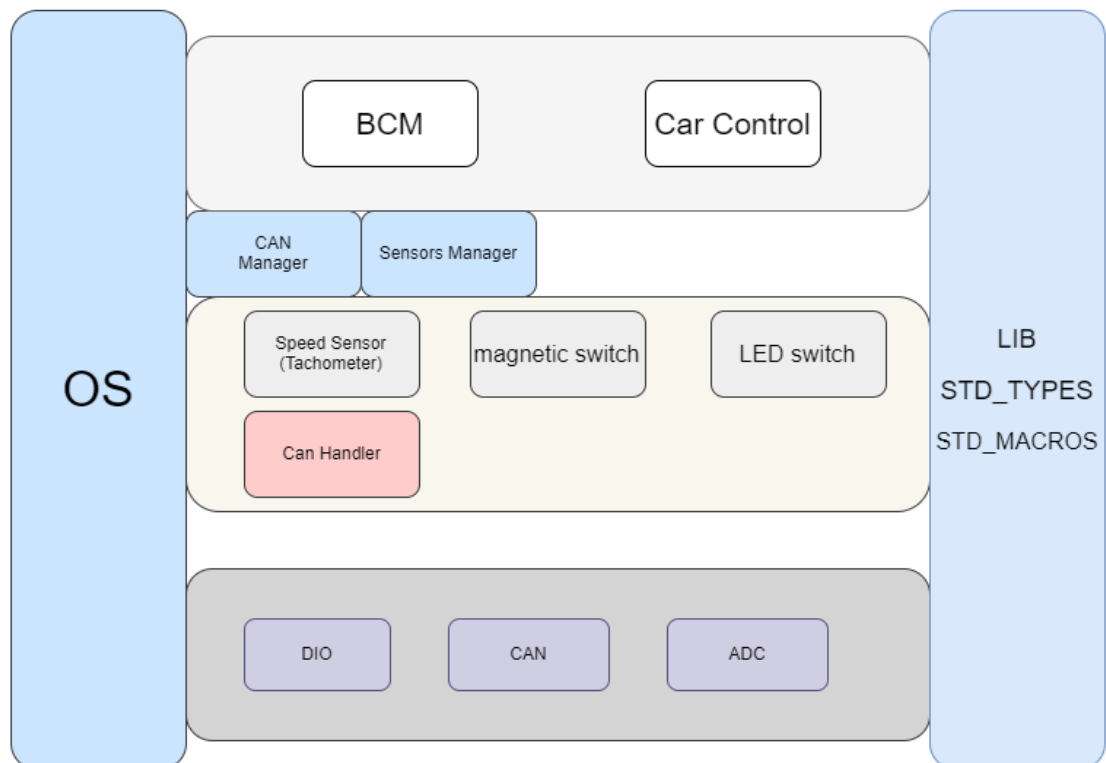 BCM
Car Control
CAN
Manager
Sensors Manager
Speed Sensor
(Tachometer)
magnetic switch
LED switch
OS
LIB
STD_TYPES
STD_MACROS
Can Handler
DIO
CAN
ADC